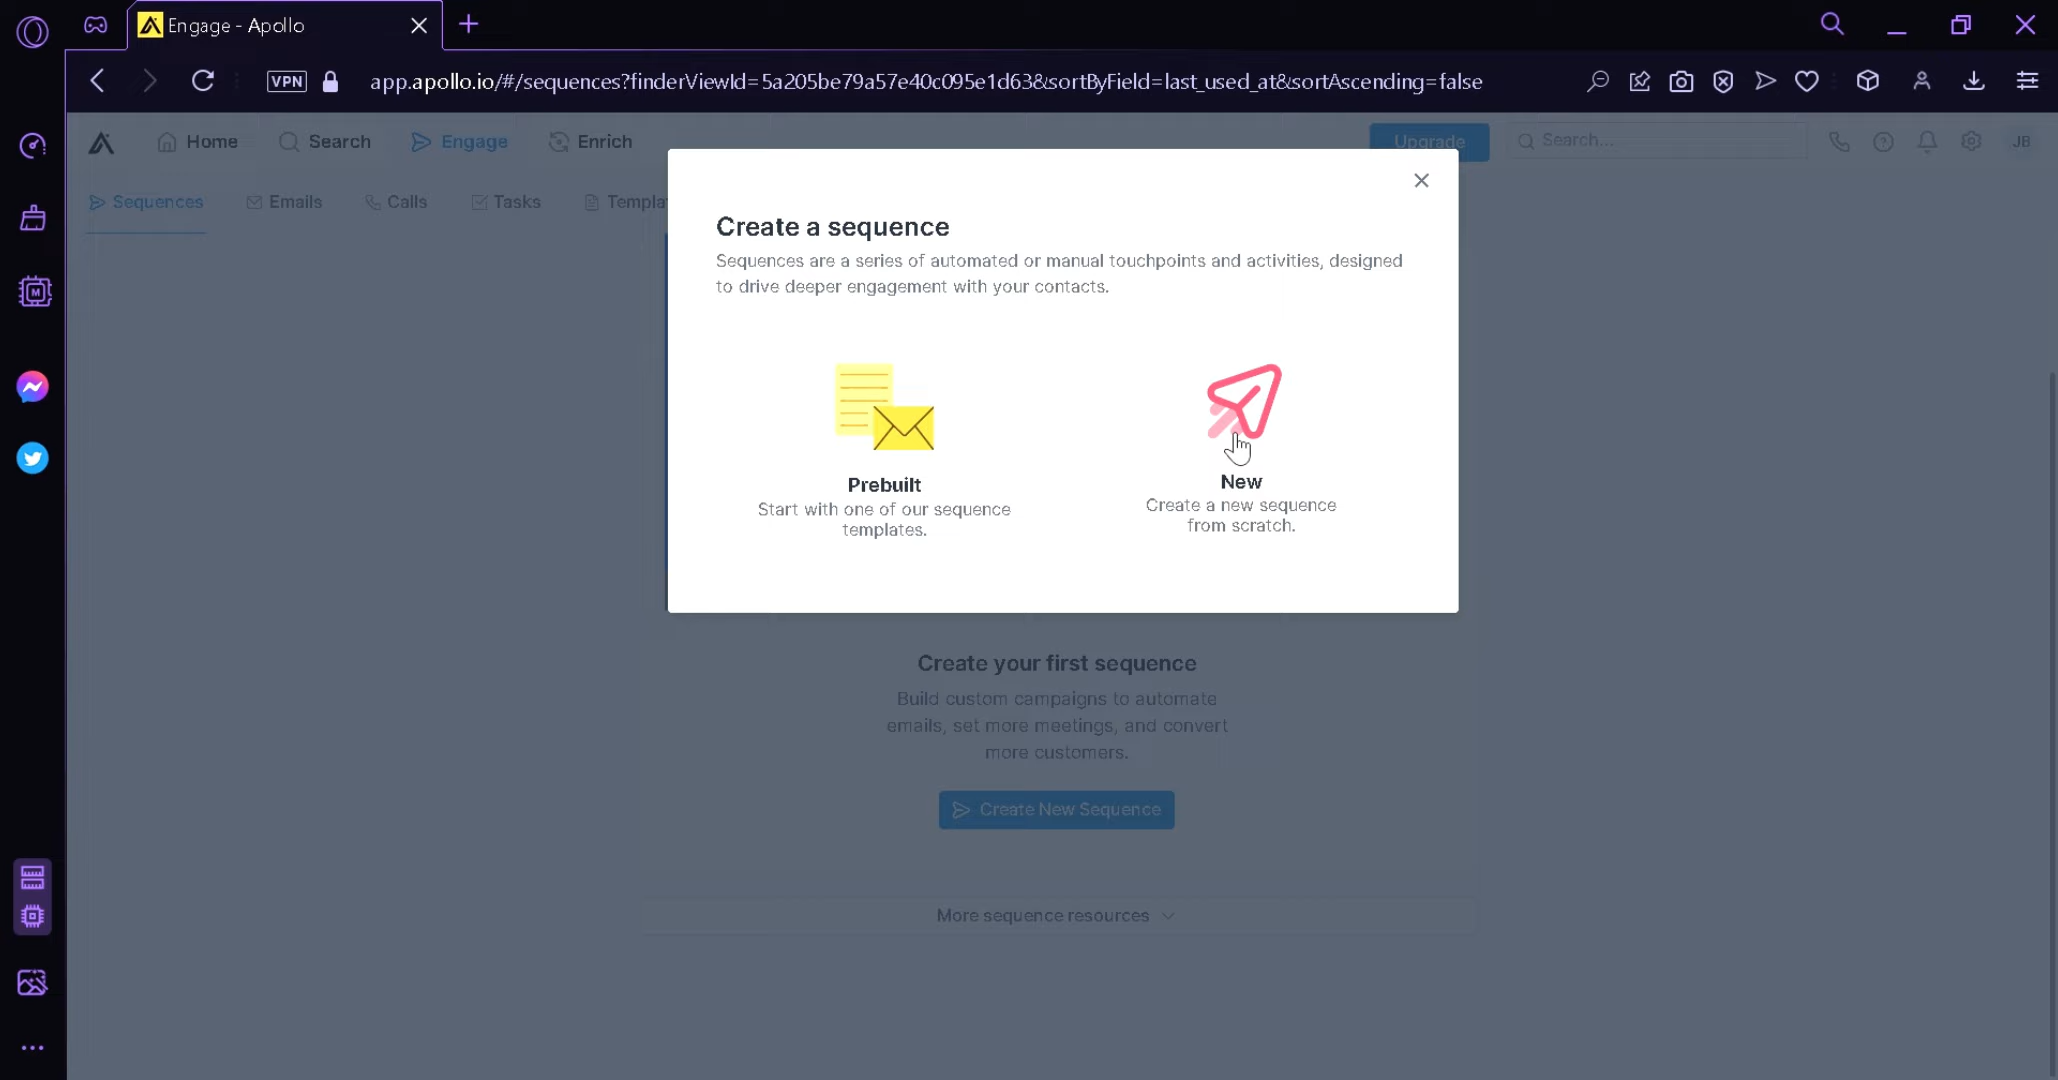 Engage - Apollo
VPN
app.apollo.io/#/sequences?finderViewId=5a205be79a57e40c095e1d63&sortByField=last_used_at&sortAscending=false
Home
Search
Engage
Enrich
Upgrade
Search...
JB
Sequences
Emails
Calls
Tasks
Templa
Create a sequence
Sequences are a series of automated or manual touchpoints and activities, designed
to drive deeper engagement with your contacts.
Prebuilt
Start with one of our sequence
templates.
New
Create a new sequence
from scratch.
Create your first sequence
Build custom campaigns to automate
emails, set more meetings, and convert
more customers.
Create New Sequence
More sequence resources